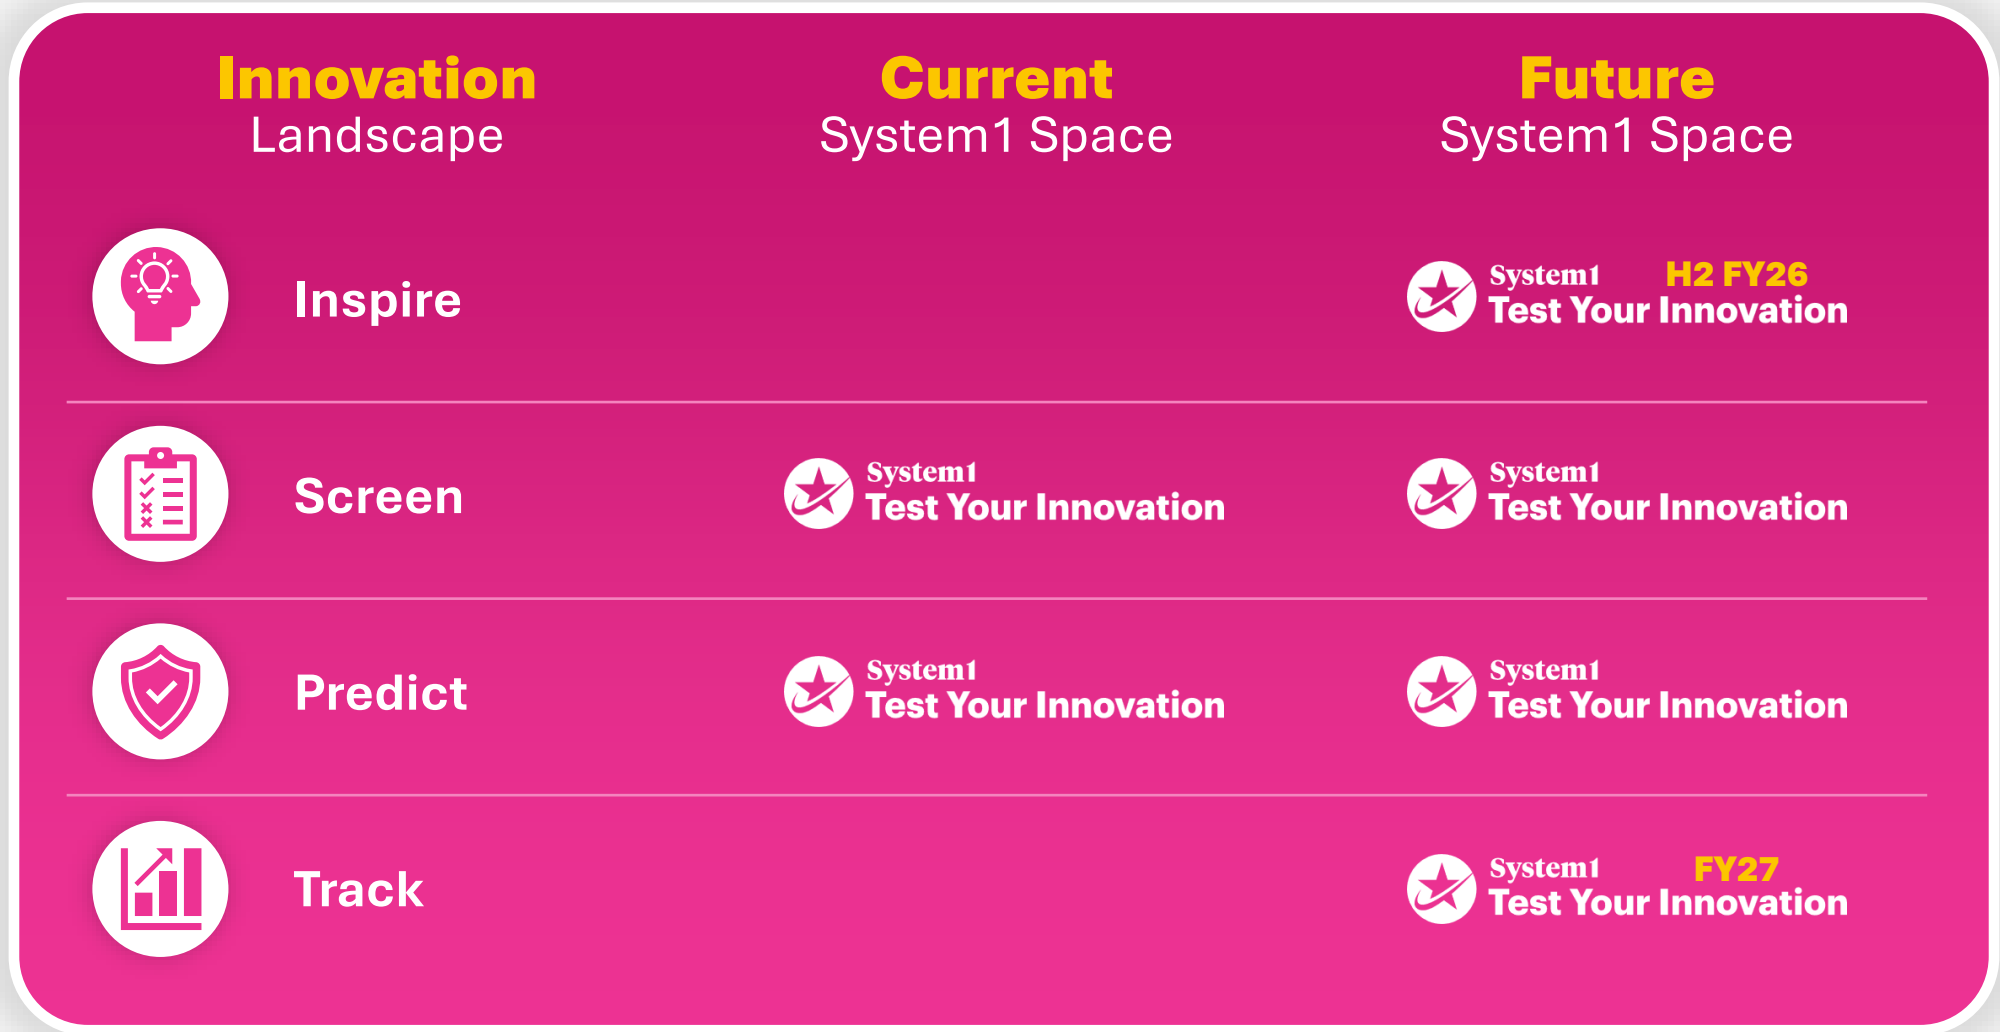 Innovation
Landscape
Current
System1 Space
Future
System1 Space
Inspire
System1 H2 FY26
Test Your Innovation
Screen
System1
Test Your Innovation
System1
Test Your Innovation
Predict
System1
Test Your Innovation
System1
Test Your Innovation
Track
System1 FY27
Test Your Innovation